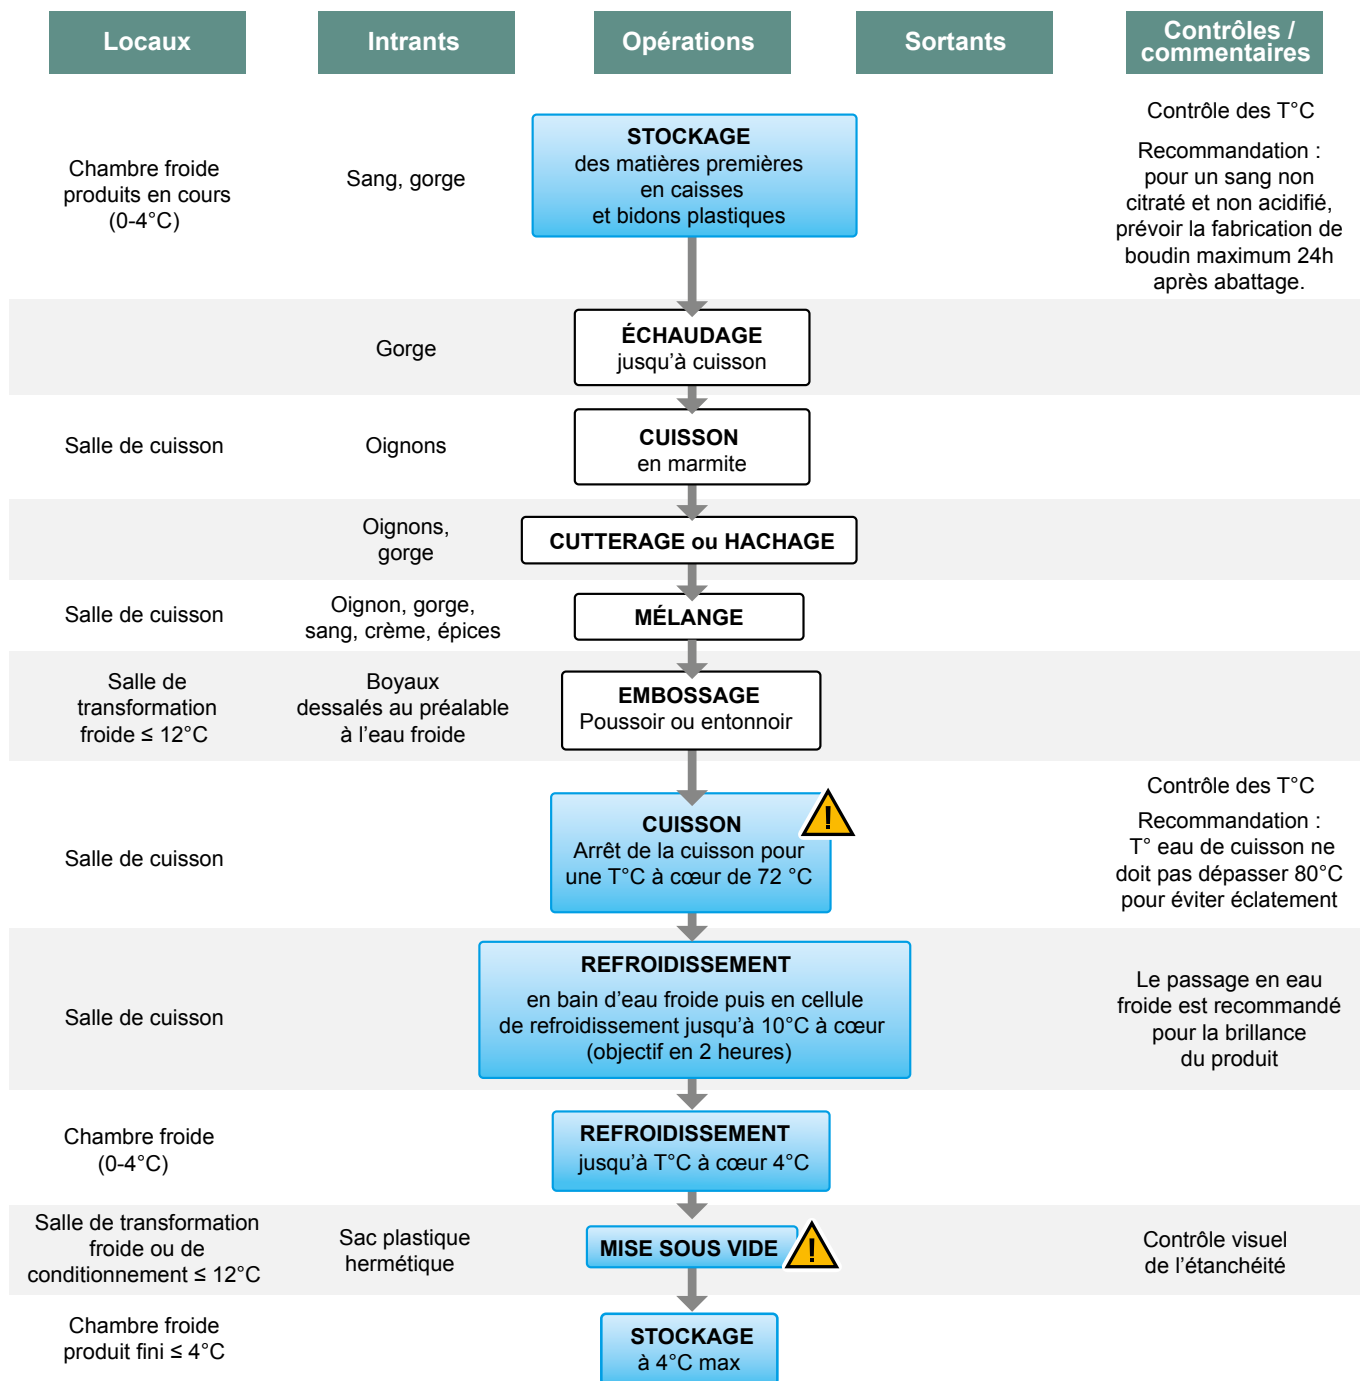 Locaux
Intrants
Opérations
Sortants
Contrôles /
commentaires
Chambre froide
produits en cours
(0-4°C)
Sang, gorge
STOCKAGE
des matières premières
en caisses
et bidons plastiques
Contrôle des T°C
Recommandation :
pour un sang non
citraté et non acidifié,
prévoir la fabrication de
boudin maximum 24h
après abattage.
Gorge
ÉCHAUDAGE
jusqu'à cuisson
Salle de cuisson
Oignons
CUISSON
en marmite
Oignons,
gorge
CUTTERAGE ou HACHAGE
Salle de cuisson
Oignon, gorge,
sang, crème, épices
MÉLANGE
Salle de
transformation
froide ≤ 12°C
Boyaux
dessalés au préalable
à l'eau froide
EMBOSSAGE
Poussoir ou entonnoir
Salle de cuisson
CUISSON
Arrêt de la cuisson pour
une T°C à cœur de 72 °C
!
Contrôle des T°C
Recommandation :
T° eau de cuisson ne
doit pas dépasser 80°C
pour éviter éclatement
Salle de cuisson
REFROIDISSEMENT
en bain d'eau froide puis en cellule
de refroidissement jusqu'à 10°C à cœur
(objectif en 2 heures)
Le passage en eau
froide est recommandé
pour la brillance
du produit
Chambre froide
(0-4°C)
REFROIDISSEMENT
jusqu'à T°C à cœur 4°C
Salle de transformation
froide ou de
conditionnement ≤ 12°C
Sac plastique
hermétique
MISE SOUS VIDE
!
Contrôle visuel
de l'étanchéité
Chambre froide
produit fini ≤ 4°C
STOCKAGE
à 4°C max